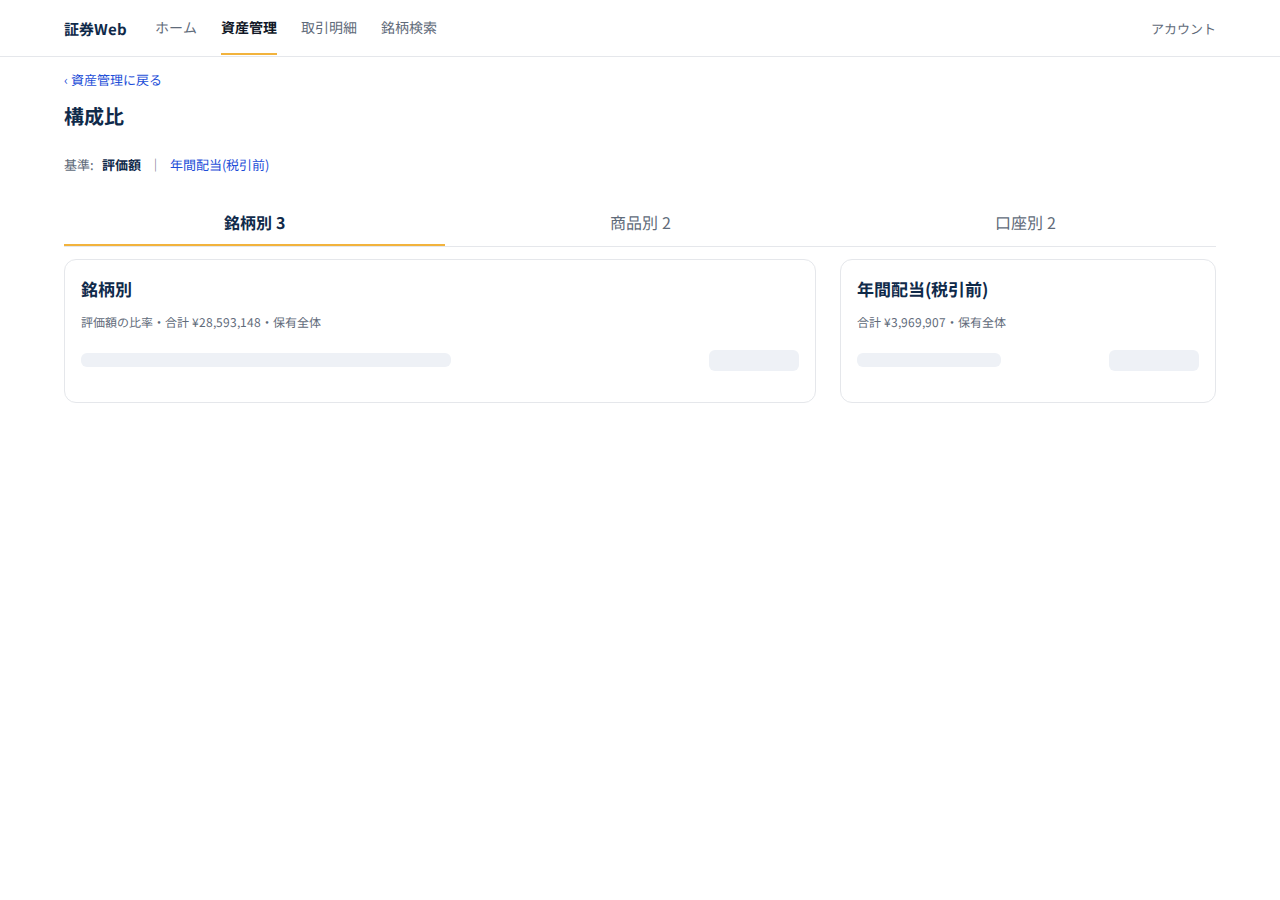 証券Web ホーム 資産管理 取引明細 銘柄検索 アカウント
‹ 資産管理に戻る
構成比
基準: 評価額 | 年間配当(税引前)
銘柄別 3 商品別 2 口座別 2
銘柄別
評価額の比率・合計 ¥28,593,148・保有全体
年間配当(税引前)
合計 ¥3,969,907・保有全体